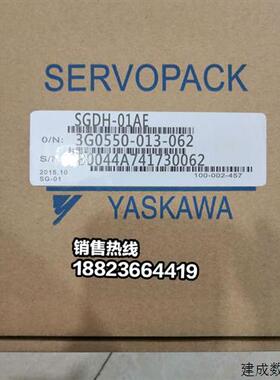 SERVOPACK
SGDH-01AE
O/N: 3G0550-013-062
S/N: E0044A741730062
2015.10
SG-01
100-002-457
YASKAWA
销售热线
18823664419
建成数